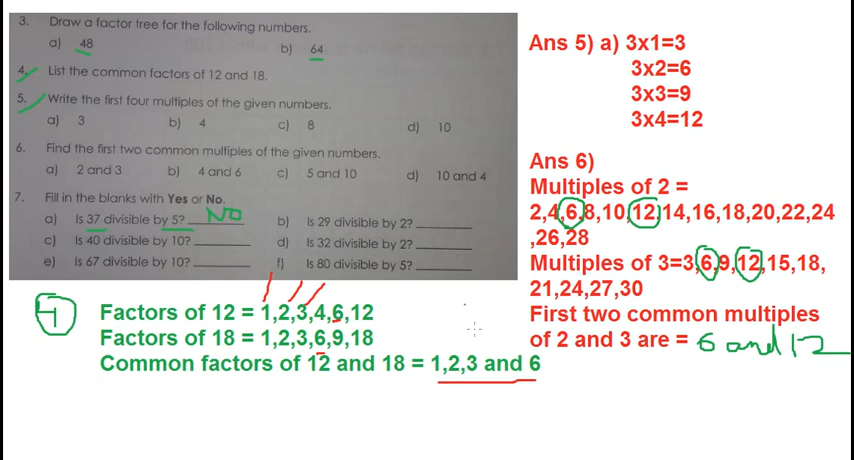 3. Draw a factor tree for the following numbers.
a) 48 b) 64
4. List the common factors of 12 and 18.
5. Write the first four multiples of the given numbers.
a) 3 b) 4 c) 8 d) 10
6. Find the first two common multiples of the given numbers.
a) 2 and 3 b) 4 and 6 c) 5 and 10 d) 10 and 4
7. Fill in the blanks with Yes or No.
a) Is 37 divisible by 5? NO b) Is 29 divisible by 2? ________
c) Is 40 divisible by 10? ________ d) Is 32 divisible by 2? ________
e) Is 67 divisible by 10? ________ f) Is 80 divisible by 5? ________
4 Factors of 12 = 1,2,3,4,6,12
Factors of 18 = 1,2,3,6,9,18
Common factors of 12 and 18 = 1,2,3 and 6
Ans 5) a) 3x1=3
3x2=6
3x3=9
3x4=12
Ans 6)
Multiples of 2 =
2,4,6,8,10,12,14,16,18,20,22,24
,26,28
Multiples of 3=3,6,9,12,15,18,
21,24,27,30
First two common multiples
of 2 and 3 are = 6 and 12